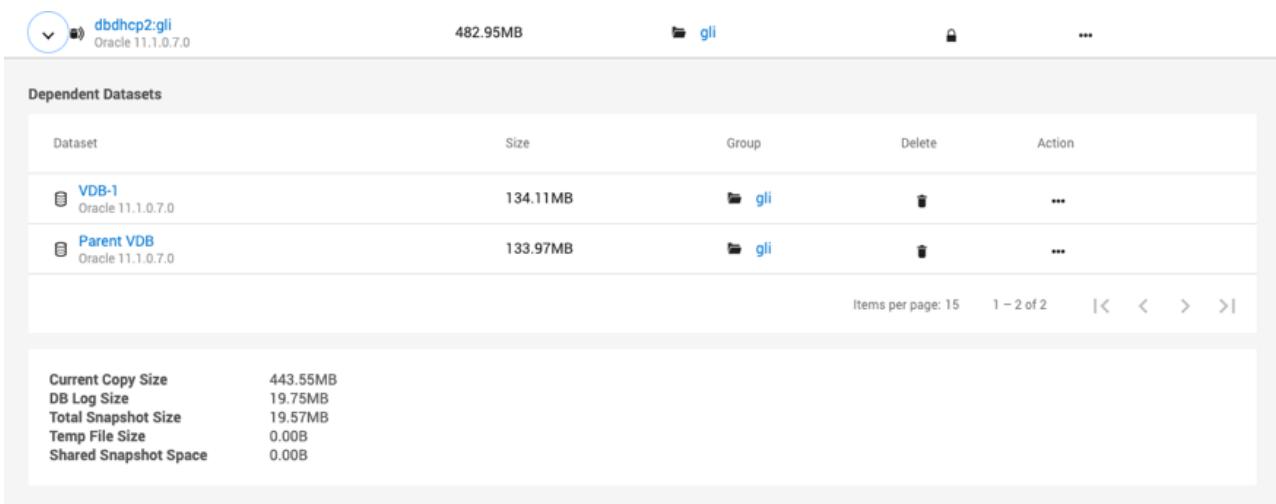 dbdhcp2:gli 482.95MB gli
Oracle 11.1.0.7.0
Dependent Datasets
Dataset Size Group Delete Action
VDB-1 134.11MB gli
Oracle 11.1.0.7.0
Parent VDB 133.97MB gli
Oracle 11.1.0.7.0
Items per page: 15 1 – 2 of 2
Current Copy Size 443.55MB
DB Log Size 19.75MB
Total Snapshot Size 19.57MB
Temp File Size 0.00B
Shared Snapshot Space 0.00B